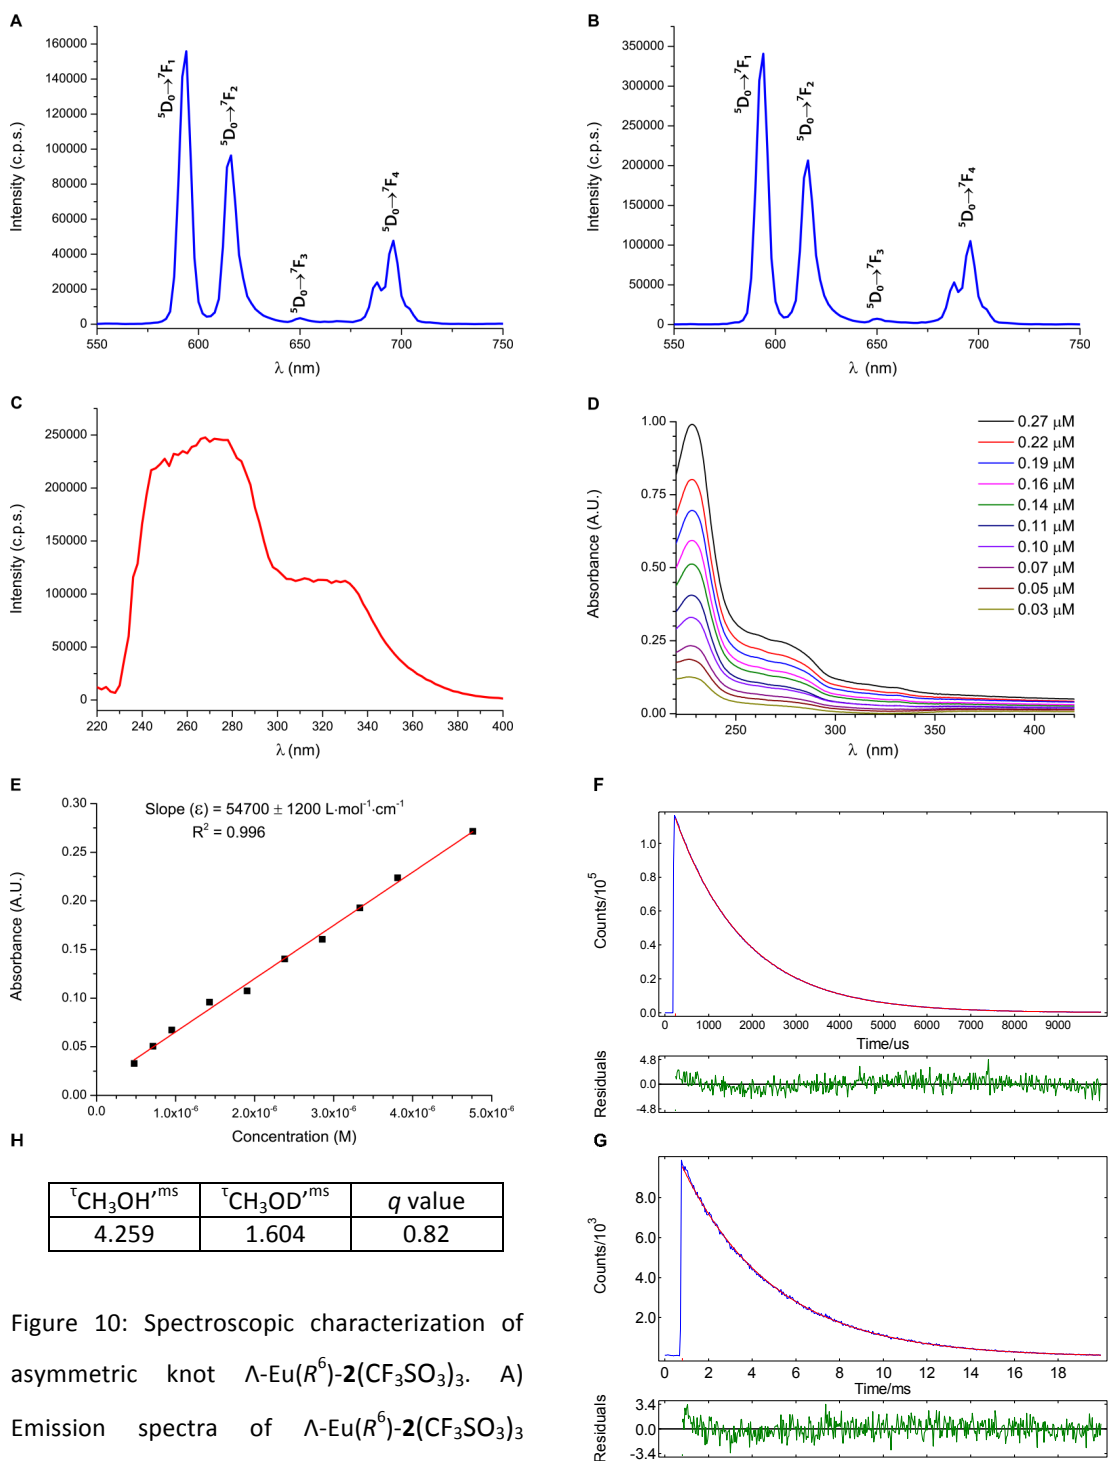 A
160000
140000
120000
100000
80000
60000
40000
20000
0
Intensity (c.p.s.)
⁵D₀→⁷F₁
⁵D₀→⁷F₂
⁵D₀→⁷F₃
⁵D₀→⁷F₄
550 600 650 700 750
λ (nm)
B
350000
300000
250000
200000
150000
100000
50000
0
Intensity (c.p.s.)
⁵D₀→⁷F₁
⁵D₀→⁷F₂
⁵D₀→⁷F₃
⁵D₀→⁷F₄
550 600 650 700 750
λ (nm)
C
250000
200000
150000
100000
50000
0
Intensity (c.p.s.)
220 240 260 280 300 320 340 360 380 400
λ (nm)
D
1.00
0.75
0.50
0.25
0.00
Absorbance (A.U.)
0.27 μM
0.22 μM
0.19 μM
0.16 μM
0.14 μM
0.11 μM
0.10 μM
0.07 μM
0.05 μM
0.03 μM
250 300 350 400
λ (nm)
E
Slope (ε) = 54700 ± 1200 L·mol⁻¹·cm⁻¹
R² = 0.996
0.30
0.25
0.20
0.15
0.10
0.05
0.00
Absorbance (A.U.)
0.0 1.0x10⁻⁶ 2.0x10⁻⁶ 3.0x10⁻⁶ 4.0x10⁻⁶ 5.0x10⁻⁶
Concentration (M)
F
1.0
0.8
0.6
0.4
0.2
0.0
Counts/10⁵
0 1000 2000 3000 4000 5000 6000 7000 8000 9000
Time/us
4.8
0.0
-4.8
Residuals
G
8.0
6.0
4.0
2.0
Counts/10³
0 2 4 6 8 10 12 14 16 18
Time/ms
3.4
0.0
-3.4
Residuals
H
τCH₃OH'ms τCH₃OD'ms q value
4.259 1.604 0.82
Figure 10: Spectroscopic characterization of
asymmetric knot Λ-Eu(R⁶)-2(CF₃SO₃)₃. A)
Emission spectra of Λ-Eu(R⁶)-2(CF₃SO₃)₃